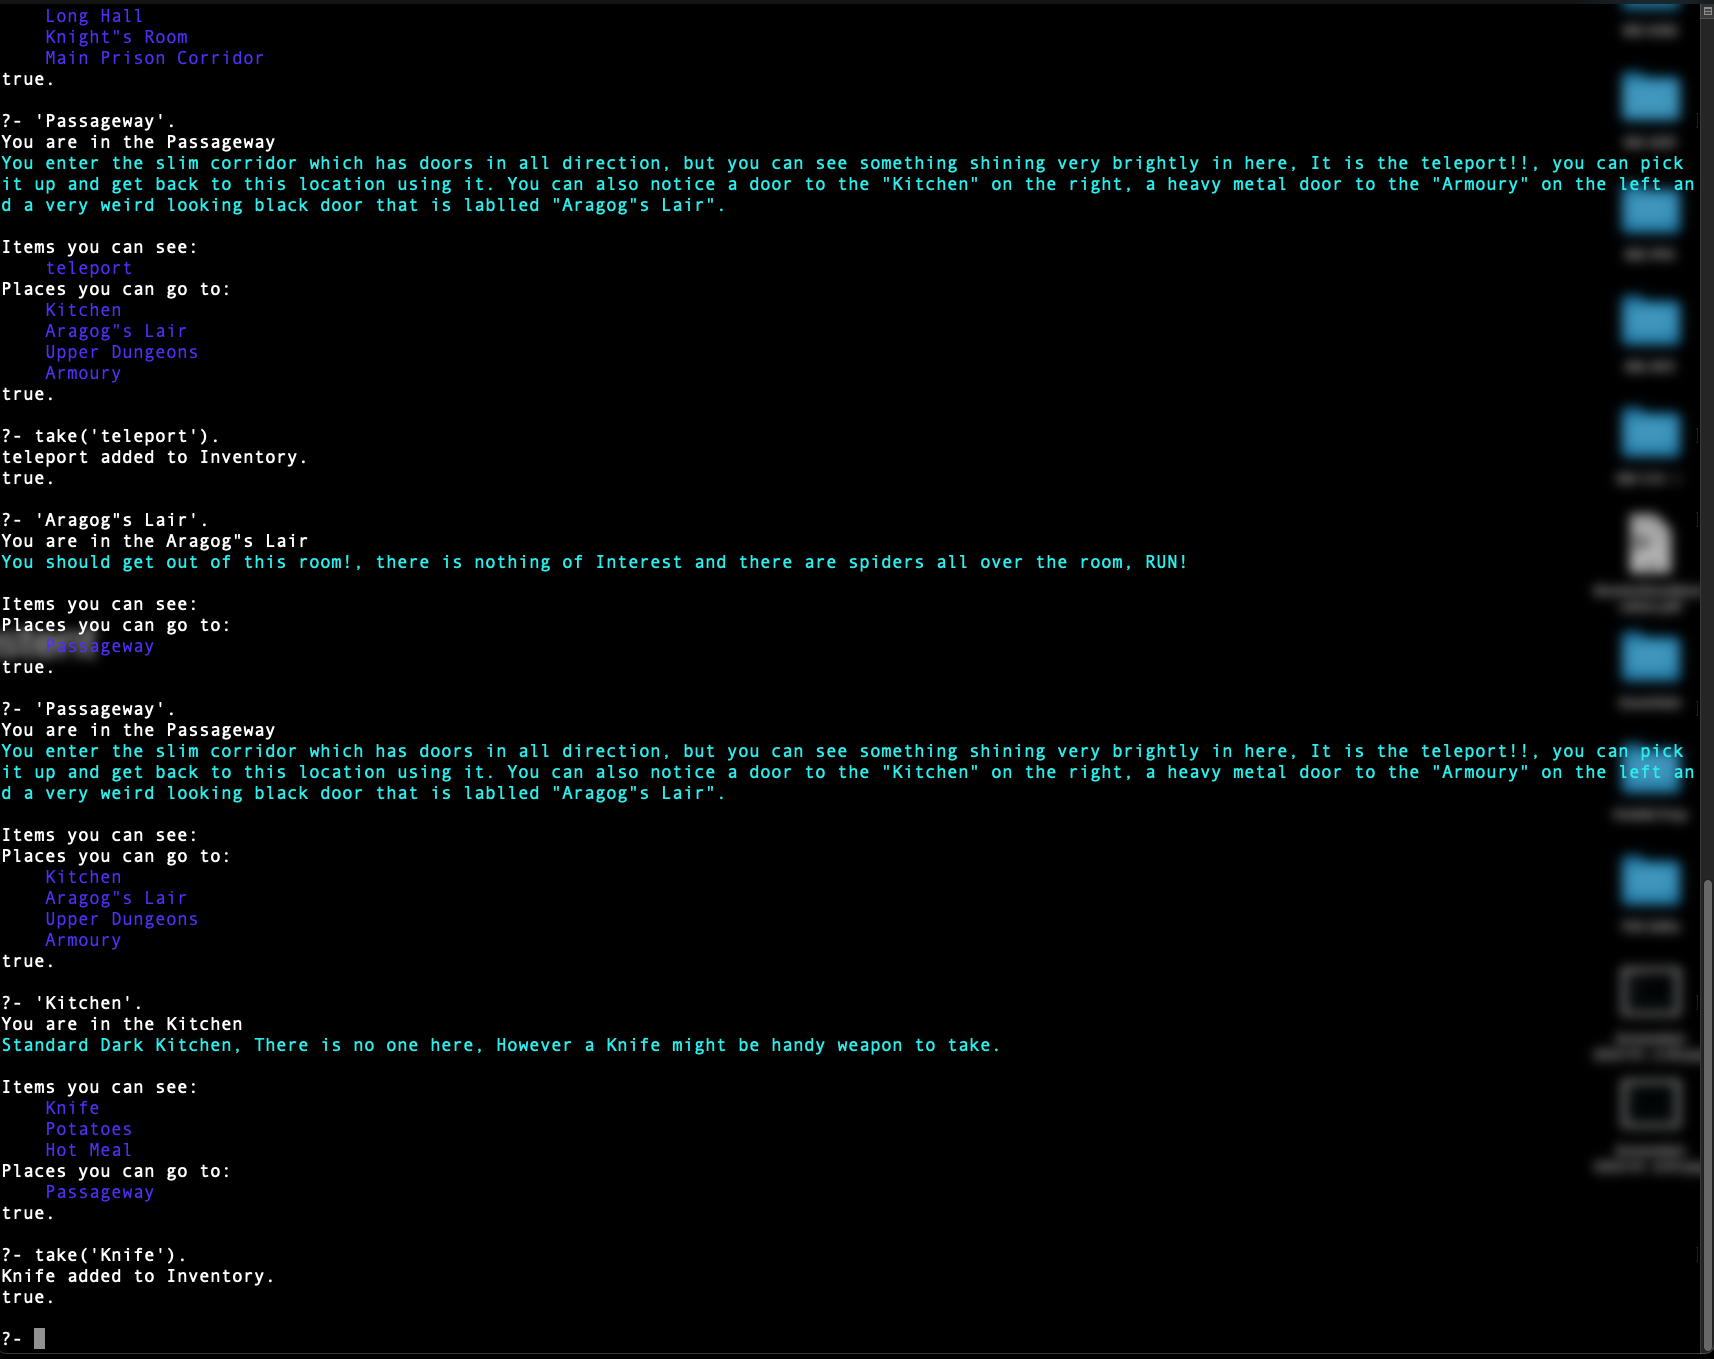 Long Hall
Knight"s Room
Main Prison Corridor
true.
?- 'Passageway'.
You are in the Passageway
You enter the slim corridor which has doors in all direction, but you can see something shining very brightly in here, It is the teleport!!, you can pick
it up and get back to this location using it. You can also notice a door to the "Kitchen" on the right, a heavy metal door to the "Armoury" on the left an
d a very weird looking black door that is lablled "Aragog"s Lair".
Items you can see:
teleport
Places you can go to:
Kitchen
Aragog"s Lair
Upper Dungeons
Armoury
true.
?- take('teleport').
teleport added to Inventory.
true.
?- 'Aragog"s Lair'.
You are in the Aragog"s Lair
You should get out of this room!, there is nothing of Interest and there are spiders all over the room, RUN!
Items you can see:
Places you can go to:
Passageway
true.
?- 'Passageway'.
You are in the Passageway
You enter the slim corridor which has doors in all direction, but you can see something shining very brightly in here, It is the teleport!!, you can pick
it up and get back to this location using it. You can also notice a door to the "Kitchen" on the right, a heavy metal door to the "Armoury" on the left an
d a very weird looking black door that is lablled "Aragog"s Lair".
Items you can see:
Places you can go to:
Kitchen
Aragog"s Lair
Upper Dungeons
Armoury
true.
?- 'Kitchen'.
You are in the Kitchen
Standard Dark Kitchen, There is no one here, However a Knife might be handy weapon to take.
Items you can see:
Knife
Potatoes
Hot Meal
Places you can go to:
Passageway
true.
?- take('Knife').
Knife added to Inventory.
true.
?-